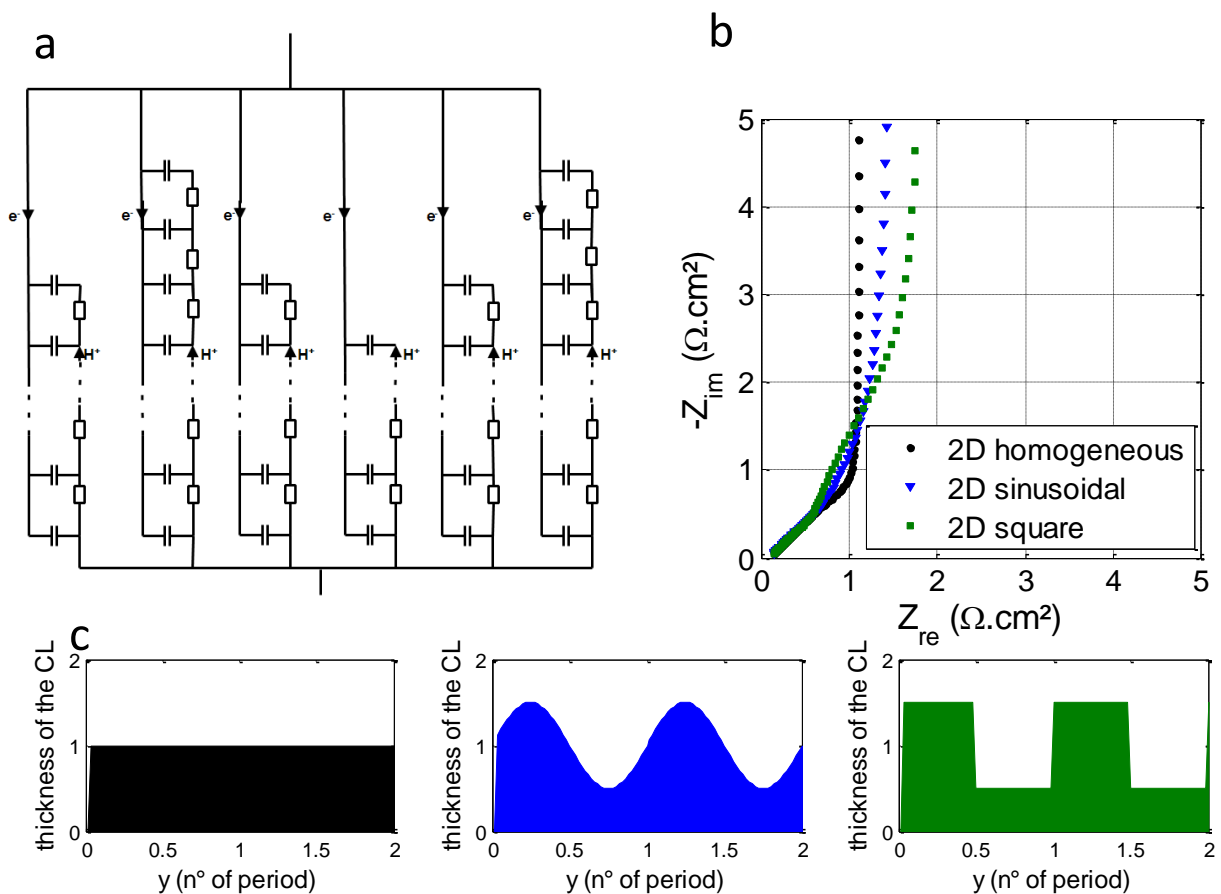 a
e- e- e- e- e- e-
H+ H+ H+ H+ H+ H+
b
5
4
3
2
1
0
-Z_im (Ω.cm²)
2D homogeneous
2D sinusoidal
2D square
0 1 2 3 4 5
Z_re (Ω.cm²)
c
2
1
0
thickness of the CL
0 0.5 1 1.5 2
y (n° of period)
2
1
0
thickness of the CL
0 0.5 1 1.5 2
y (n° of period)
2
1
0
thickness of the CL
0 0.5 1 1.5 2
y (n° of period)